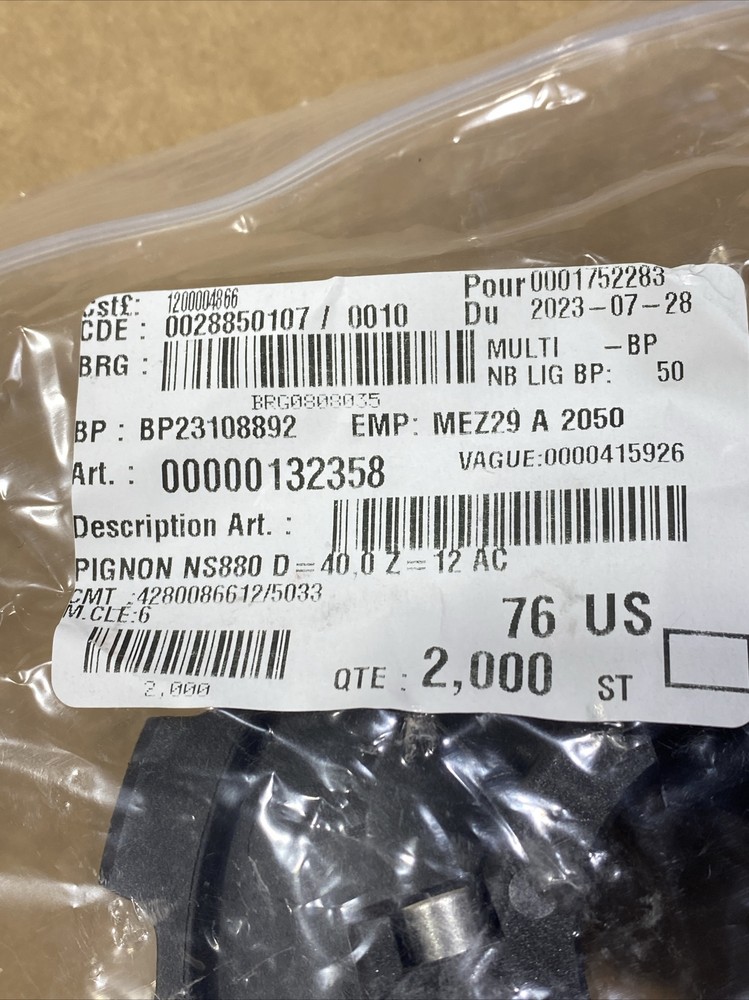 Cst£: 1200004866 Pour 0001752283
CDE : 0028850107 / 0010 Du 2023-07-28
BRG : MULTI -BP
NB LIG BP: 50
BRG0808035
BP : BP23108892 EMP: MEZ29 A 2050
Art. : 00000132358 VAGUE:0000415926
Description Art. :
PIGNON NS880 D=40,0 Z=12 AC
CMT :4280086612/5033
M.CLE:6
76 US
QTE : 2,000 ST
2,000